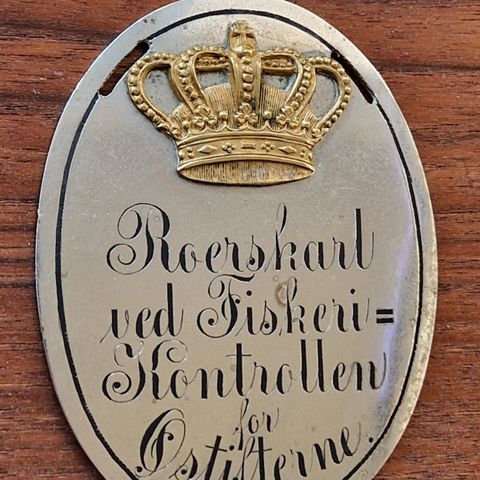 Roerskarl
ved Fiskeri=
Kontrollen
for
Østifterne.